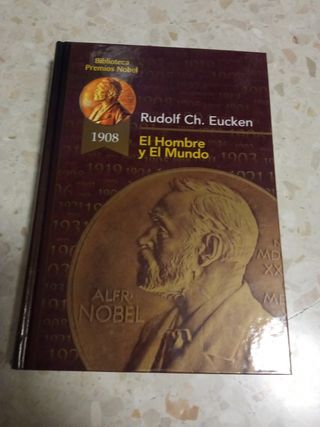 Biblioteca
Premios Nobel
Rudolf Ch. Eucken
1908
El Hombre
y El Mundo
ALFR
NOBEL